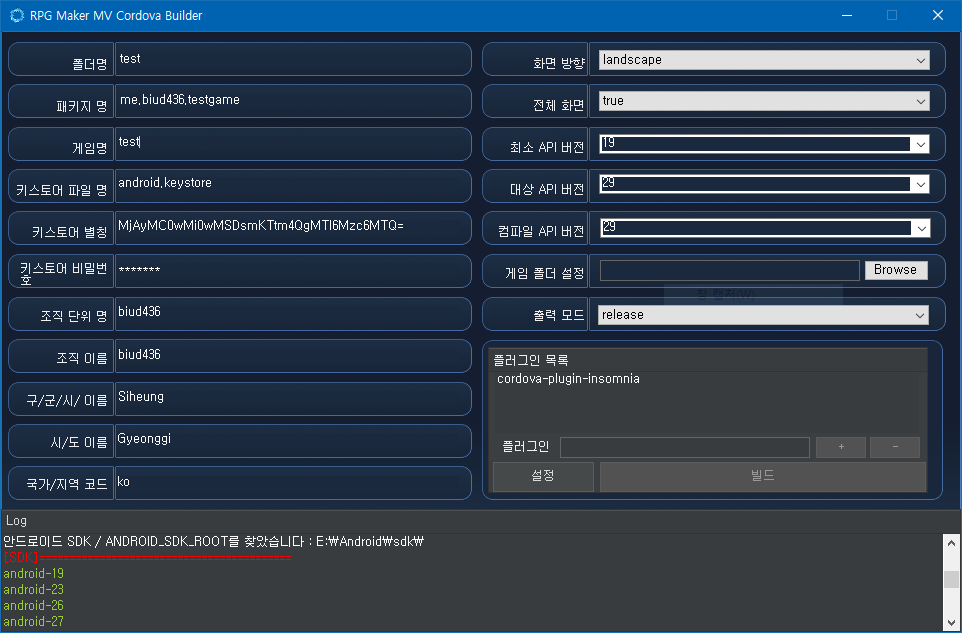 RPG Maker MV Cordova Builder
폴더명 test
패키지 명 me,biud436,testgame
게임명 test
키스토어 파일 명 android,keystore
키스토어 별칭 MjAyMC0wMi0wMSDsmKTtm4QgMTI6Mzc6MTQ=
키스토어 비밀번
호 *******
조직 단위 명 biud436
조직 이름 biud436
구/군/시/ 이름 Siheung
시/도 이름 Gyeonggi
국가/지역 코드 ko
화면 방향 landscape
전체 화면 true
최소 API 버전 19
대상 API 버전 29
컴파일 API 버전 29
게임 폴더 설정 Browse
출력 모드 release
플러그인 목록
cordova-plugin-insomnia
플러그인 + -
설정 빌드
Log
안드로이드 SDK / ANDROID_SDK_ROOT를 찾았습니다 : E:₩Android₩sdk₩
[SDK]=====================================
android-19
android-23
android-26
android-27